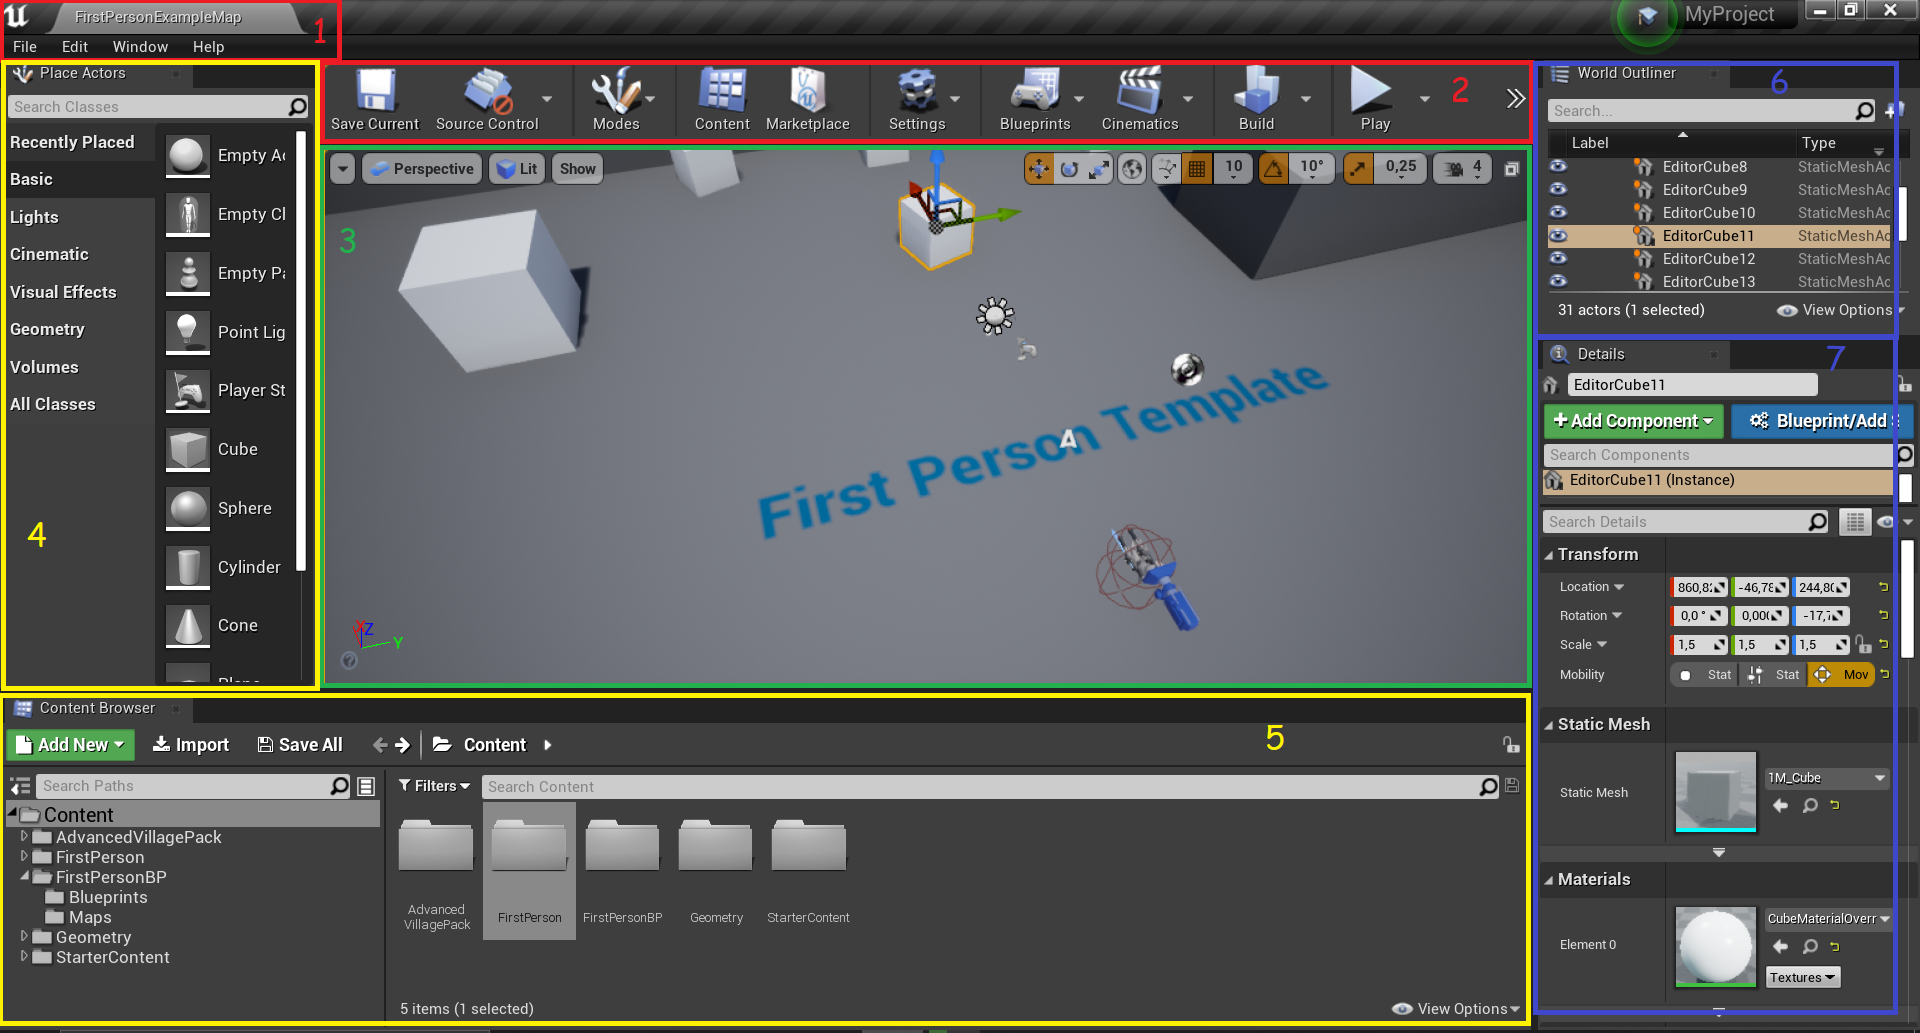 FirstPersonExampleMap
1
MyProject
File Edit Window Help
Place Actors
Search Classes
Recently Placed
Basic
Lights
Cinematic
Visual Effects
Geometry
Volumes
All Classes
Empty Ac
Empty Cl
Empty Pa
Point Lig
Player St
Cube
Sphere
Cylinder
Cone
4
Save Current Source Control Modes Content Marketplace Settings Blueprints Cinematics Build Play
2
Perspective Lit Show
10 10° 0,25 4
3
First Person Template
X Z Y
World Outliner
6
Search...
Label Type
EditorCube8 StaticMeshAc
EditorCube9 StaticMeshAc
EditorCube10 StaticMeshAc
EditorCube11 StaticMeshAc
EditorCube12 StaticMeshAc
EditorCube13 StaticMeshAc
31 actors (1 selected) View Options
Details
7
EditorCube11
+Add Component Blueprint/Add
Search Components
EditorCube11 (Instance)
Search Details
Transform
Location 860,82 -46,78 244,80
Rotation 0,0 ° 0,000 -17,7
Scale 1,5 1,5 1,5
Mobility Stat Stat Mov
Static Mesh
Static Mesh 1M_Cube
Materials
Element 0 CubeMaterialOverr
Textures
Content Browser
5
Add New Import Save All Content
Search Paths
Filters Search Content
Content
AdvancedVillagePack
FirstPerson
FirstPersonBP
Blueprints
Maps
Geometry
StarterContent
Advanced
VillagePack
FirstPerson FirstPersonBP Geometry StarterContent
5 items (1 selected) View Options